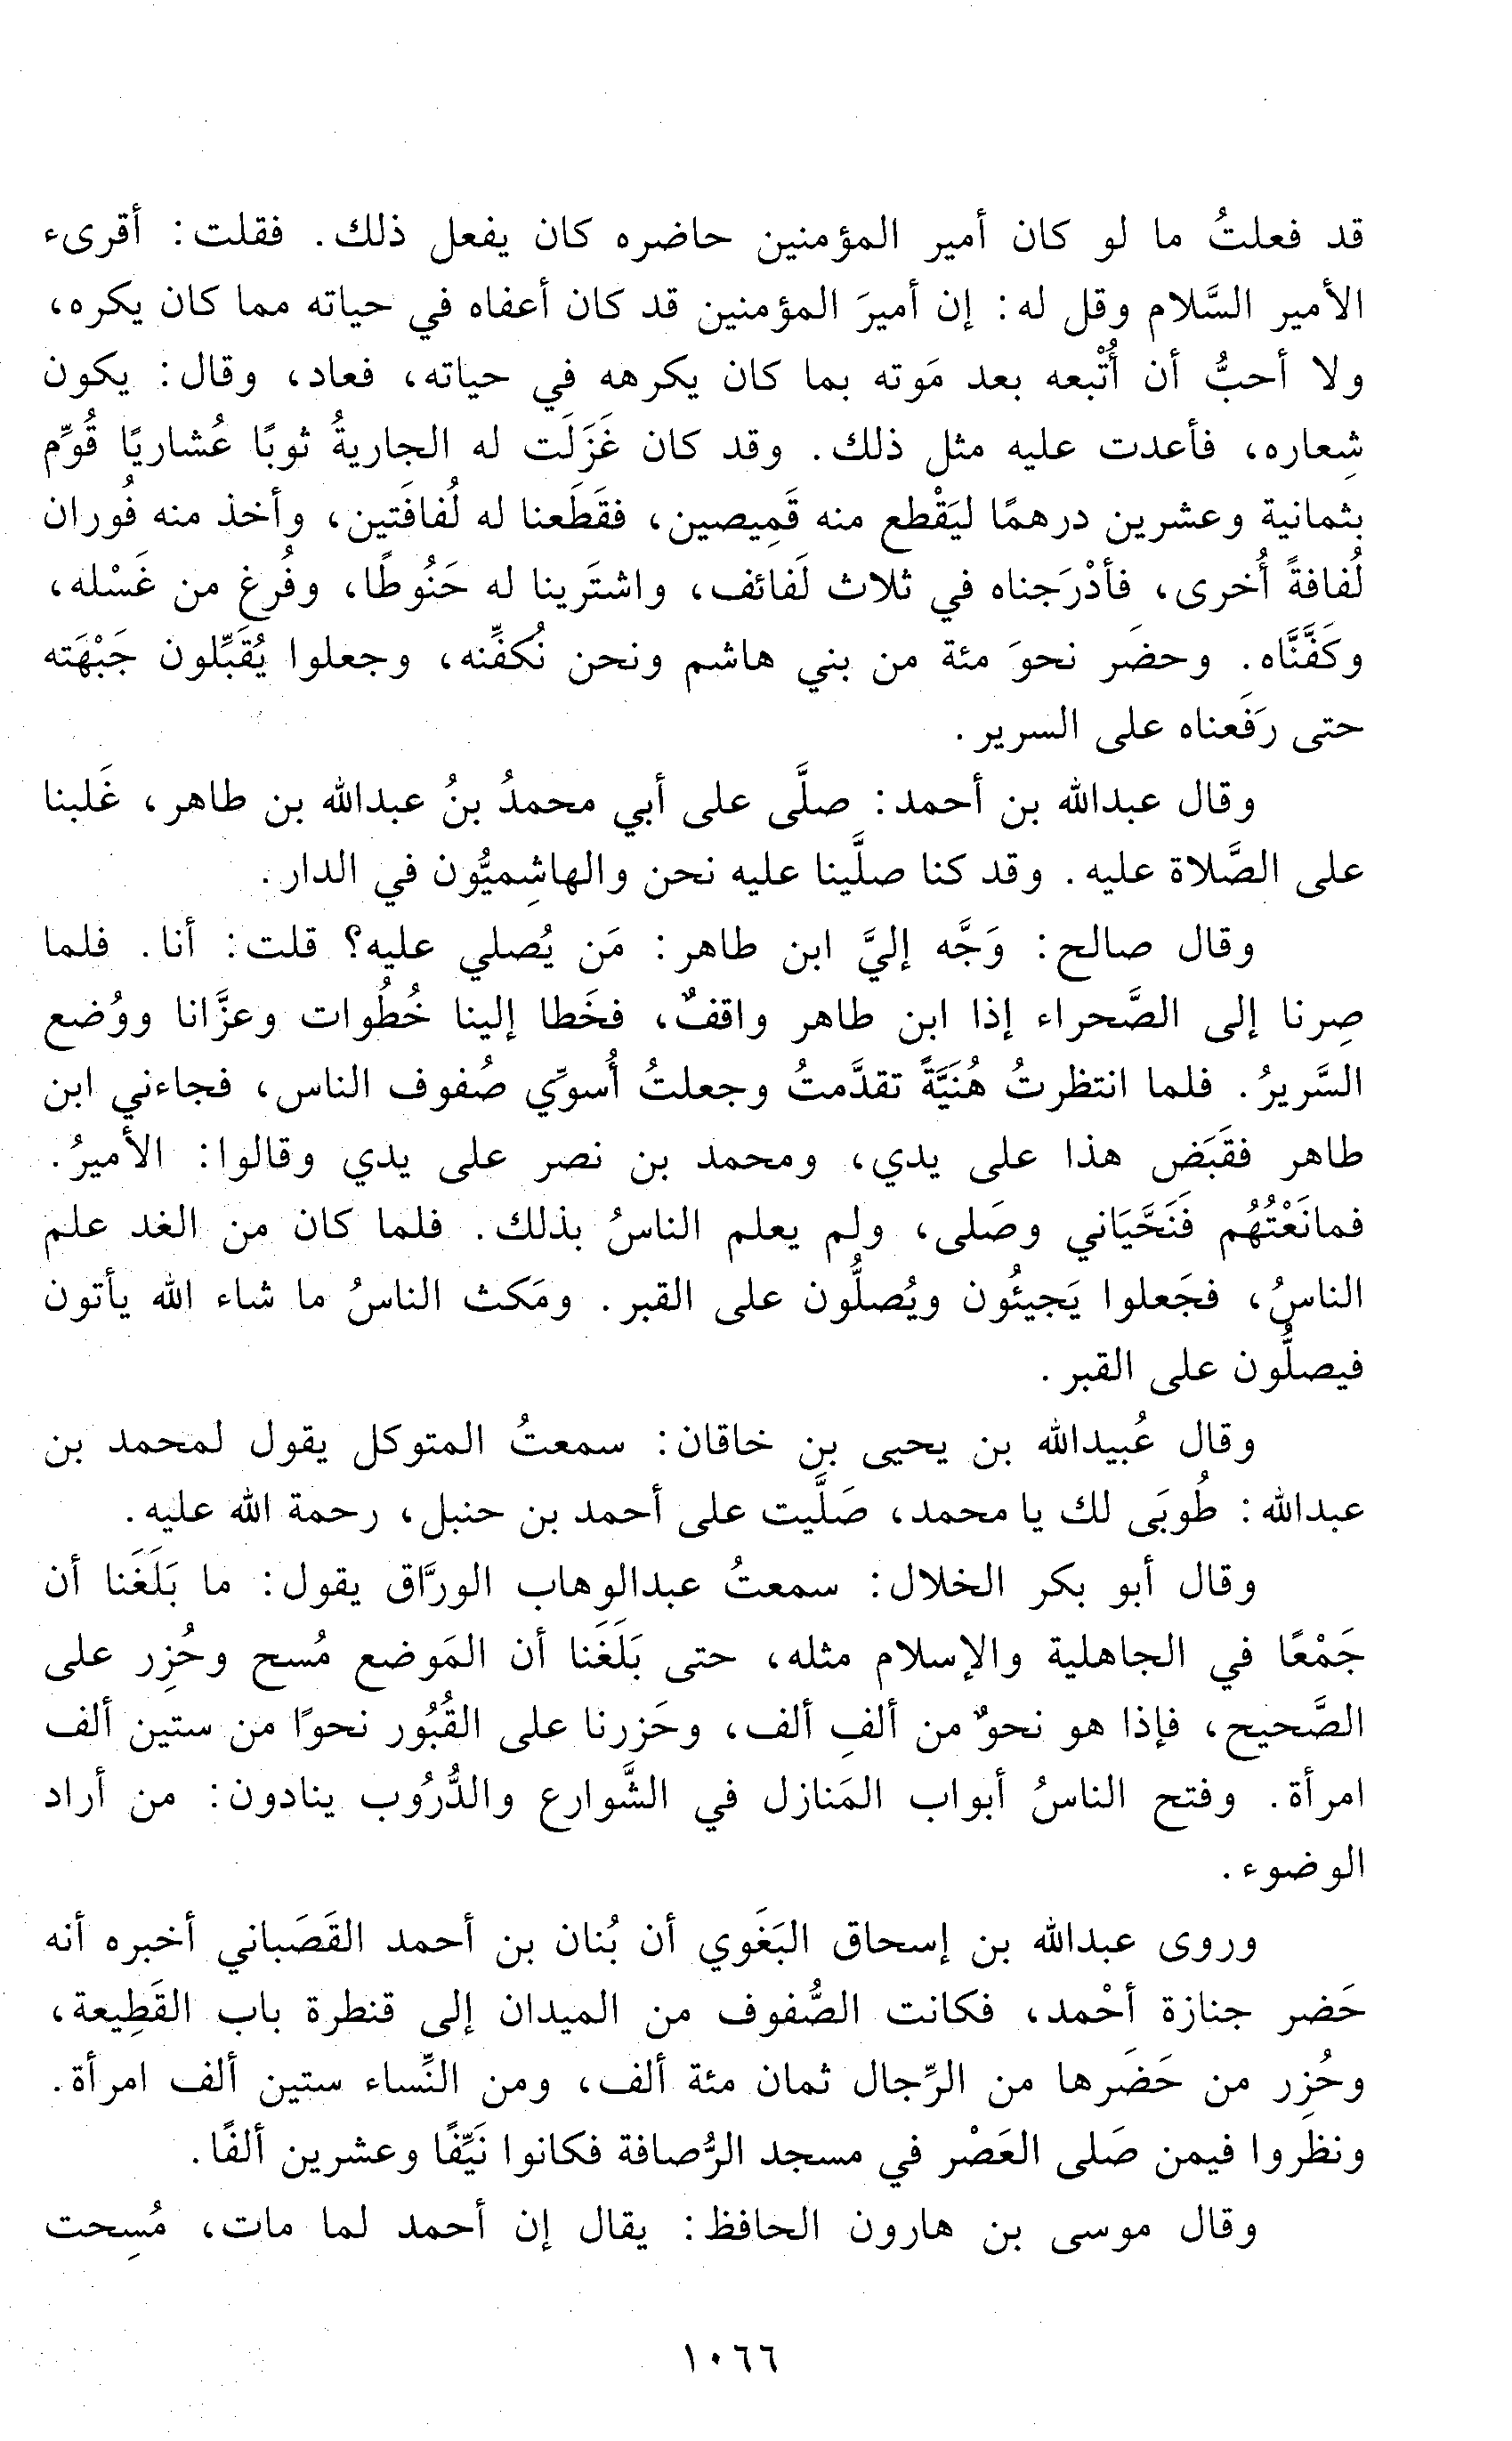 قد فعلتُ ما لو كان أمير المؤمنين حاضره كان يفعل ذلك. فقلت: أقرىء
الأمير السَّلام وقل له: إن أميرَ المؤمنين قد كان أعفاه في حياته مما كان يكره،
ولا أحبُّ أن أُتْبعه بعد مَوته بما كان يكرهه في حياته، فعاد، وقال: يكون
شِعاره، فأعدت عليه مثل ذلك. وقد كان غَزَلَت له الجاريةُ ثوبًا عُشاريًا قُوِّم
بثمانية وعشرين درهمًا ليَقْطع منه قَمِيصين، فقَطَعنا له لُفافَتين، وأخذ منه فُوران
لُفافةً أُخرى، فأدْرَجناه في ثلاث لَفائف، واشترَينا له حَنُوطًا، وفُرغ من غَسْله،
وكَفَّنَّاه. وحضَر نحوَ مئة من بني هاشم ونحن نُكفِّنه، وجعلوا يُقَبِّلون جَبْهَته
حتى رَفَعناه على السرير.
وقال عبدالله بن أحمد: صلَّى على أبي محمدُ بنُ عبدالله بن طاهر، غَلبنا
على الصَّلاة عليه. وقد كنا صلَّينا عليه نحن والهاشِميُّون في الدار.
وقال صالح: وَجَّه إليَّ ابن طاهر: مَن يُصلي عليه؟ قلت: أنا. فلما
صِرنا إلى الصَّحراء إذا ابن طاهر واقفٌ، فخَطا إلينا خُطُوات وعزَّانا ووُضع
السَّريرُ. فلما انتظرتُ هُنَيَّةً تقدَّمتُ وجعلتُ أُسوِّي صُفوف الناس، فجاءني ابن
طاهر فقَبَض هذا على يدي، ومحمد بن نصر على يدي وقالوا: الأميرُ.
فمانَعْتُهُم فَنَحَّيَاني وصَلى، ولم يعلم الناسُ بذلك. فلما كان من الغد علم
الناسُ، فجَعلوا يَجيئُون ويُصلُّون على القبر. ومَكث الناسُ ما شاء الله يأتون
فيصلُّون على القبر.
وقال عُبيدالله بن يحيى بن خاقان: سمعتُ المتوكل يقول لمحمد بن
عبدالله: طُوبَى لك يا محمد، صَلَّيت على أحمد بن حنبل، رحمة الله عليه.
وقال أبو بكر الخلال: سمعتُ عبدالوهاب الورَّاق يقول: ما بَلَغَنا أن
جَمْعًا في الجاهلية والإسلام مثله، حتى بَلَغَنا أن المَوضع مُسح وحُزِر على
الصَّحيح، فإذا هو نحوٌ من ألفِ ألف، وحَزرنا على القُبُور نحوًا من ستين ألف
امرأة. وفتح الناسُ أبواب المَنازل في الشَّوارع والدُّرُوب ينادون: من أراد
الوضوء.
وروى عبدالله بن إسحاق البَغَوي أن بُنان بن أحمد القَصَباني أخبره أنه
حَضر جنازة أحْمد، فكانت الصُّفوف من الميدان إلى قنطرة باب القَطِيعة،
وحُزِر من حَضَرها من الرِّجال ثمان مئة ألف، ومن النِّساء ستين ألف امرأة.
ونظَروا فيمن صَلى العَصْر في مسجد الرُّصافة فكانوا نَيِّفًا وعشرين ألفًا.
وقال موسى بن هارون الحافظ: يقال إن أحمد لما مات، مُسِحت
١٠٦٦